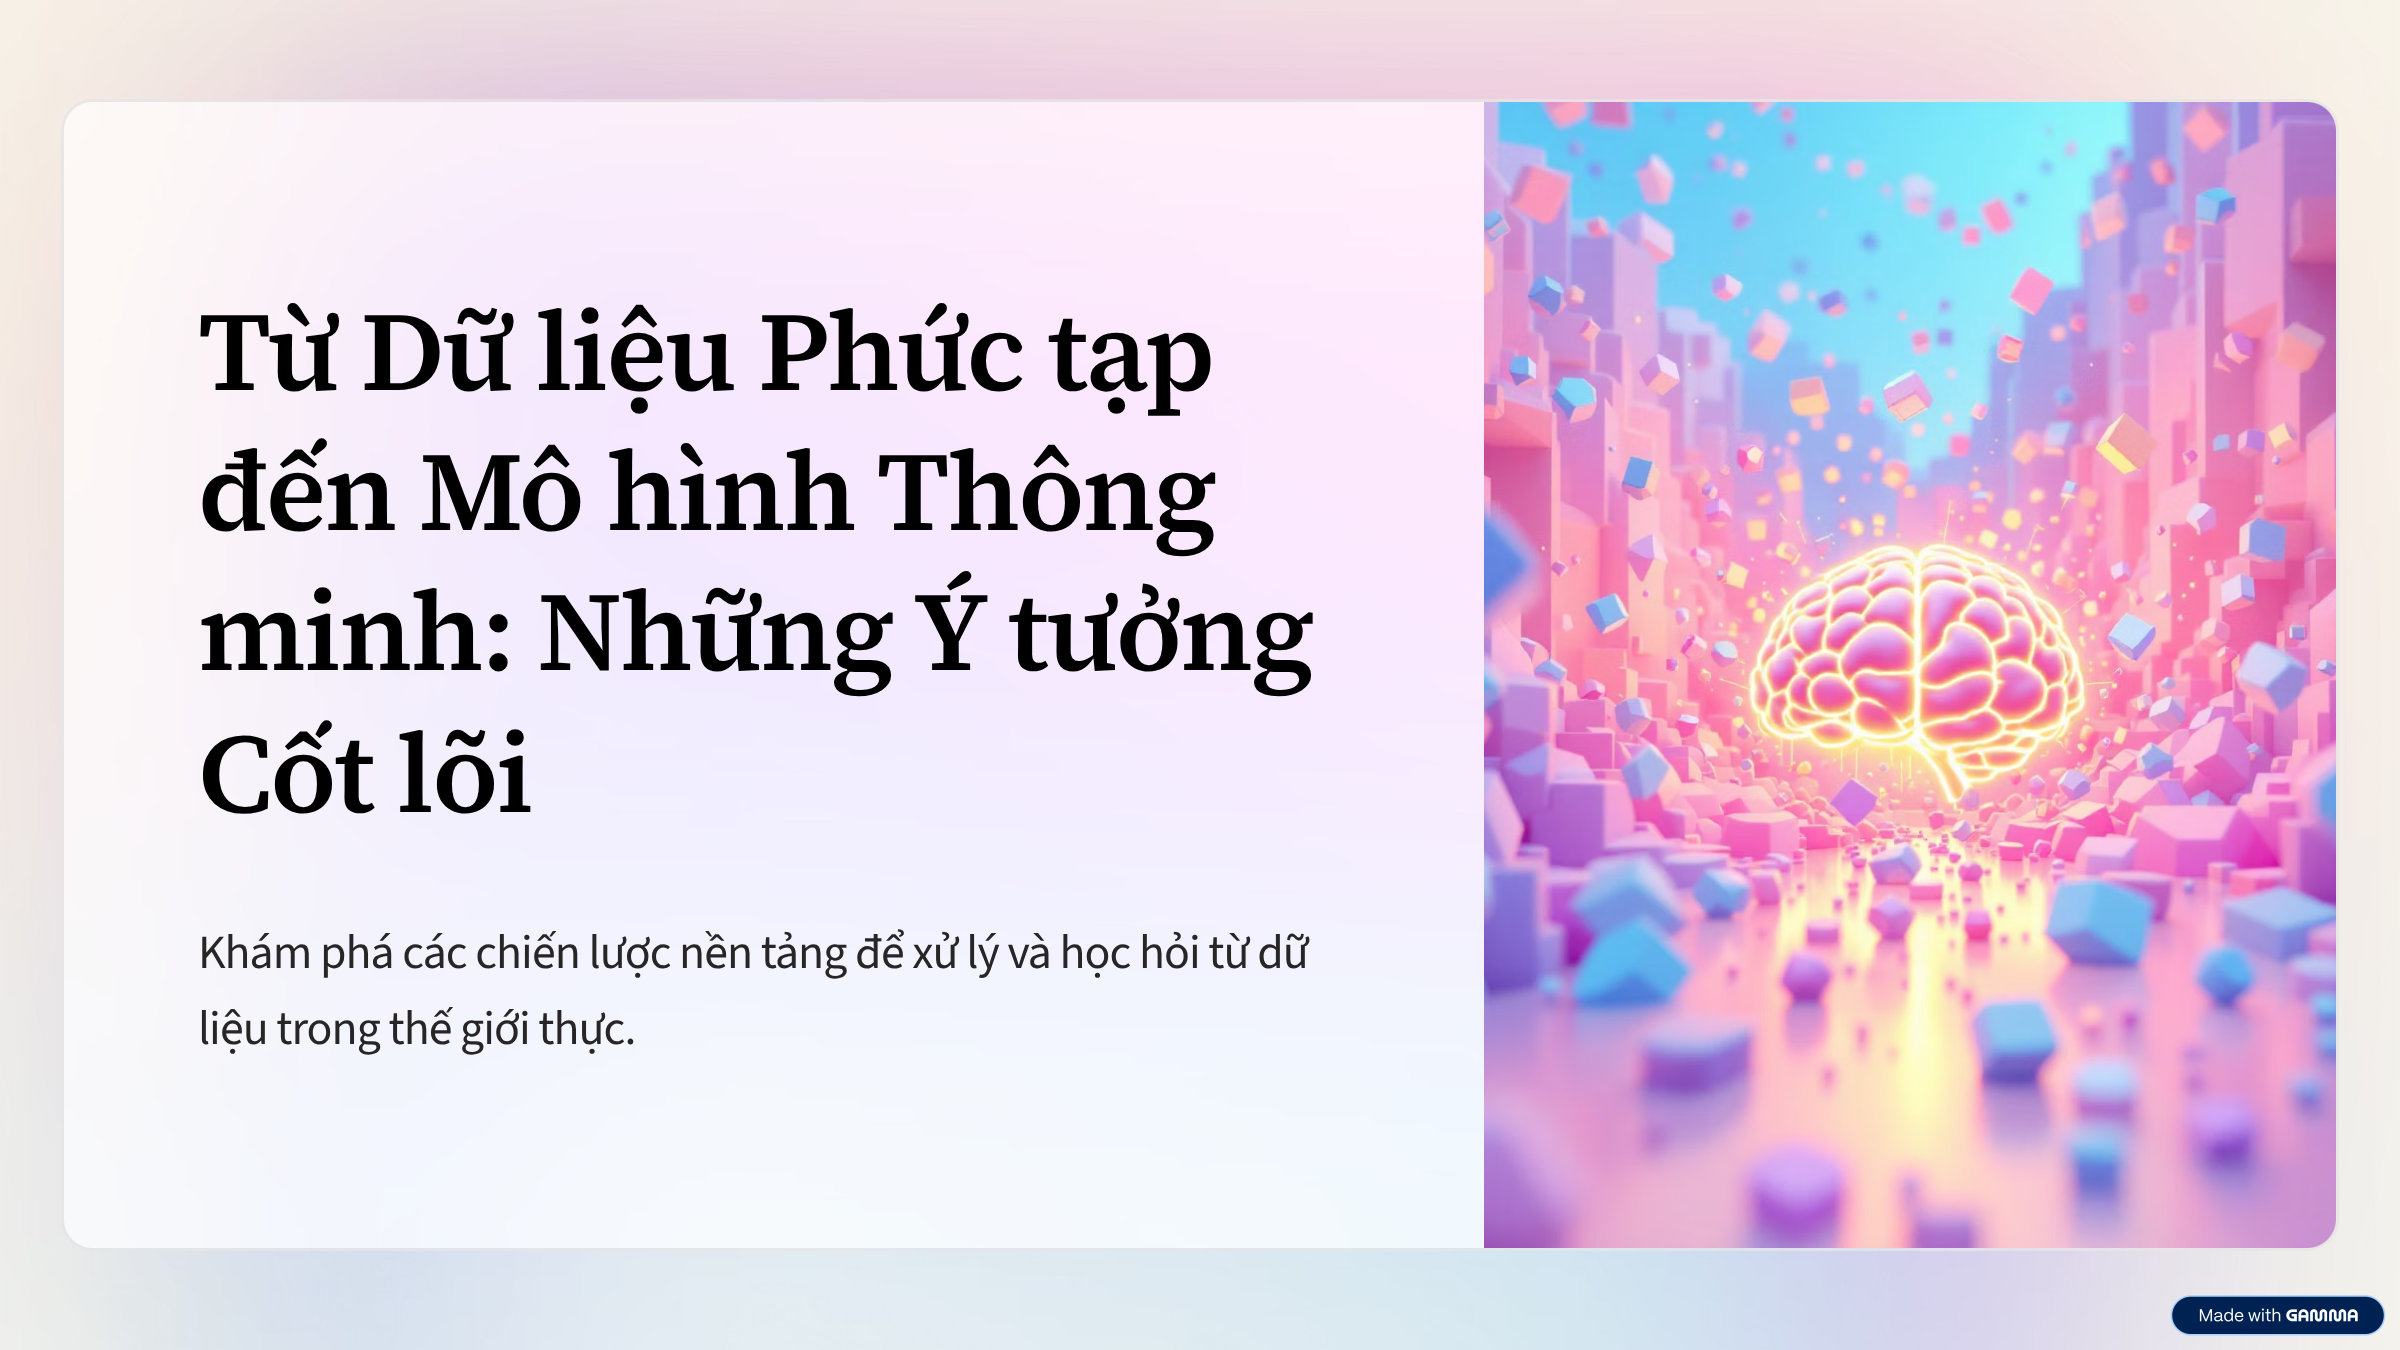 Từ Dữ liệu Phức tạp
đến Mô hình Thông
minh: Những Ý tưởng
Cốt lõi
Khám phá các chiến lược nền tảng để xử lý và học hỏi từ dữ
liệu trong thế giới thực.
Made with GAMMA